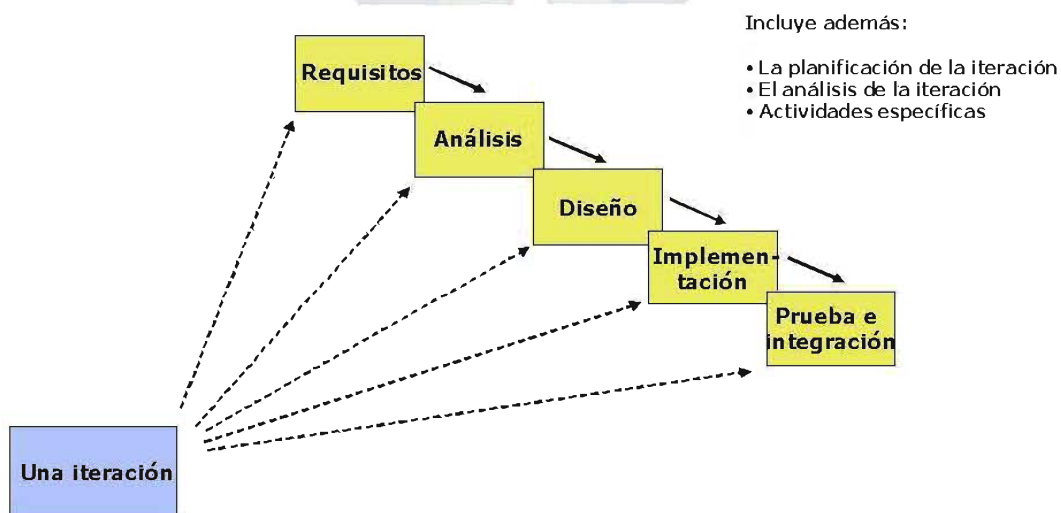 Incluye además:
• La planificación de la iteración
• El análisis de la iteración
• Actividades específicas
Requisitos
Análisis
Diseño
Implemen-
tación
Prueba e
integración
Una iteración